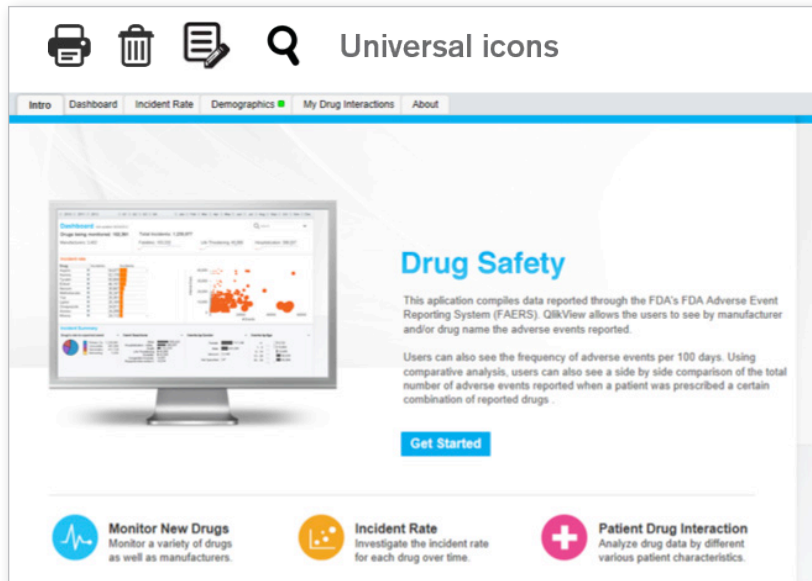 Universal icons
Intro Dashboard Incident Rate Demographics My Drug Interactions About
Dashboard
Drug Safety
This aplication compiles data reported through the FDA's FDA Adverse Event
Reporting System (FAERS). QlikView allows the users to see by manufacturer
and/or drug name the adverse events reported.
Users can also see the frequency of adverse events per 100 days. Using
comparative analysis, users can also see a side by side comparison of the total
number of adverse events reported when a patient was prescribed a certain
combination of reported drugs .
Get Started
Monitor New Drugs
Monitor a variety of drugs
as well as manufacturers.
Incident Rate
Investigate the incident rate
for each drug over time.
Patient Drug Interaction
Analyze drug data by different
various patient characteristics.